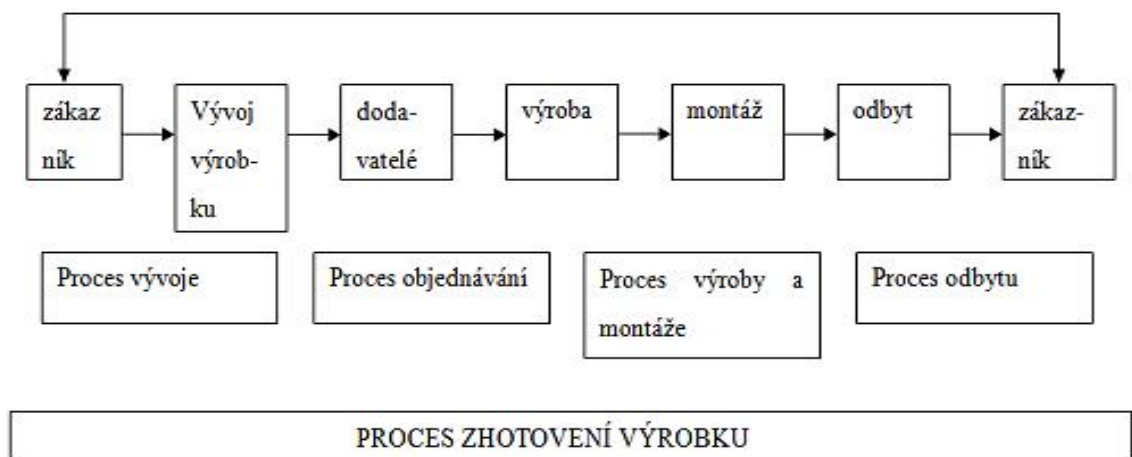 zákaz
ník
Vývoj
výrob-
ku
doda-
vatelé
výroba
montáž
odbyt
zákaz-
ník
Proces vývoje
Proces objednávání
Proces výroby a
montáže
Proces odbytu
PROCES ZHOTOVENÍ VÝROBKU